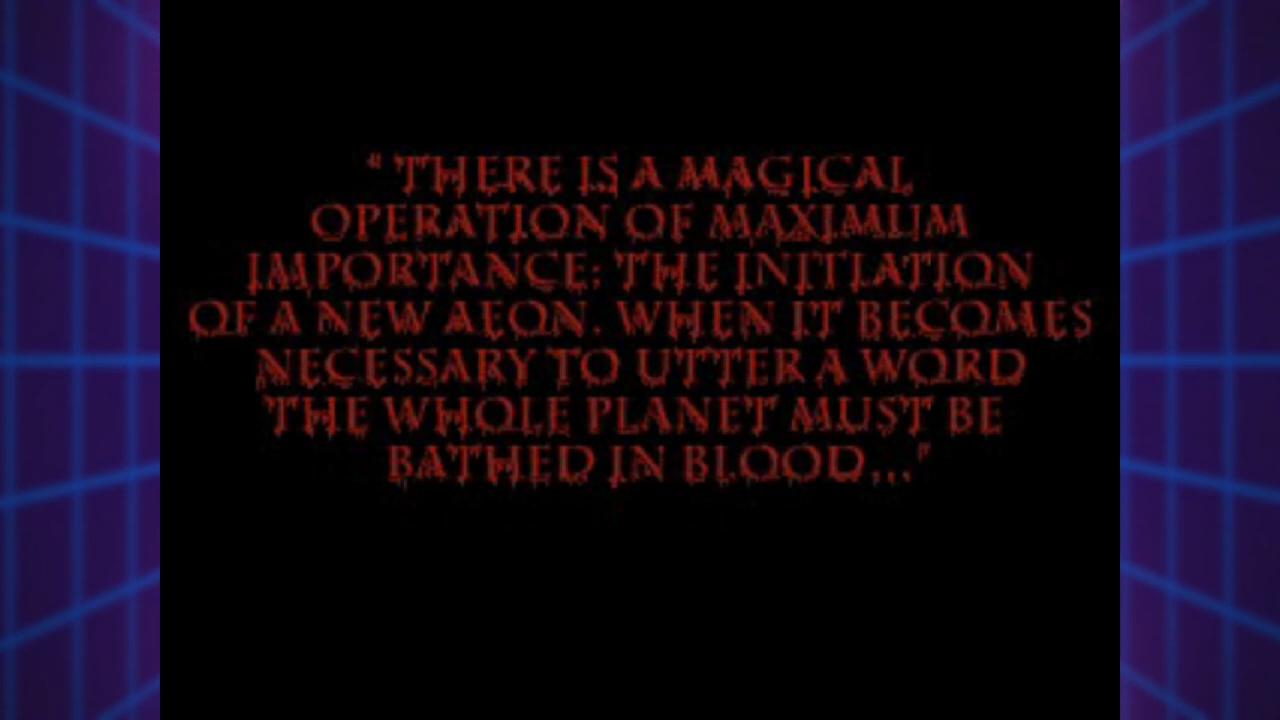 " THERE IS A MAGICAL
OPERATION OF MAXIMUM
IMPORTANCE: THE INITIATION
OF A NEW AEON. WHEN IT BECOMES
NECESSARY TO UTTER A WORD
THE WHOLE PLANET MUST BE
BATHED IN BLOOD..."